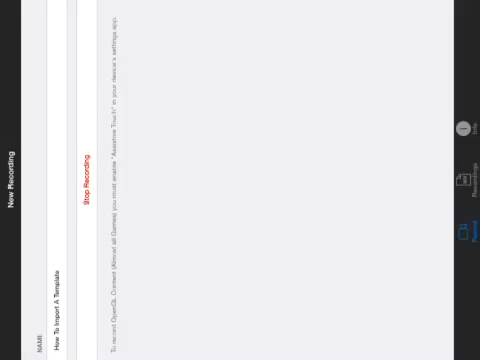 New Recording
NAME
How To Import A Template
Stop Recording
To record OpenGL Content (Almost all Games) you must enable "Assistive Touch" in your device's settings app.
Record
Recordings
Info